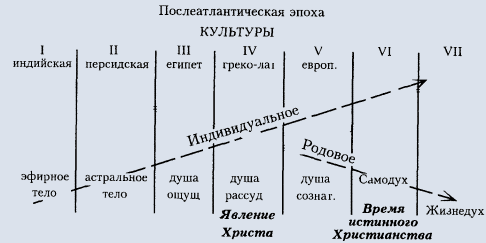 Послеатлантическая эпоха
КУЛЬТУРЫ
I II III IV V VI VII
индийская персидская египет греко-лат европ.
Индивидуальное
Родовое
эфирное астральное душа душа душа Самодух
тело тело ощущ рассуд сознаг.
Жизнедух
Явление Время
Христа истинного
Христианства